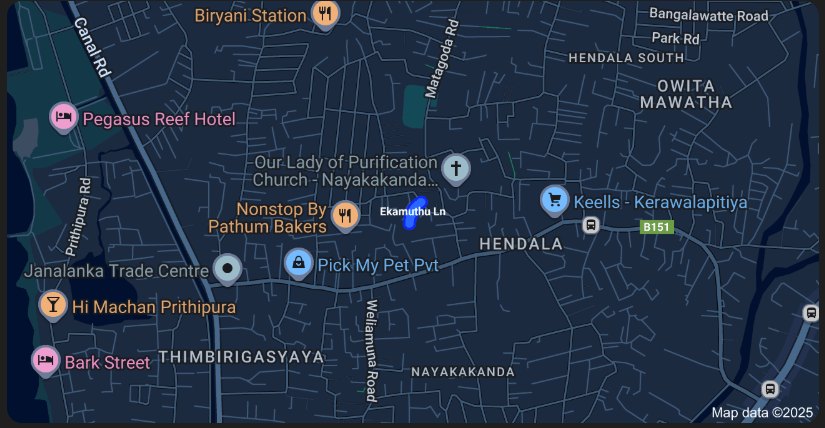 Biryani Station
Bangalawatte Road
Canal Rd
Matagoda Rd
Park Rd
HENDALA SOUTH
OWITA
MAWATHA
Pegasus Reef Hotel
Our Lady of Purification
Church - Nayakakanda...
Prithipura Rd
Nonstop By
Pathum Bakers
Ekamuthu Ln
Keells - Kerawalapitiya
B151
HENDALA
Janalanka Trade Centre
Pick My Pet Pvt
Hi Machan Prithipura
Weliamuna Road
Bark Street
THIMBIRIGASYAYA
NAYAKAKANDA
Map data ©2025